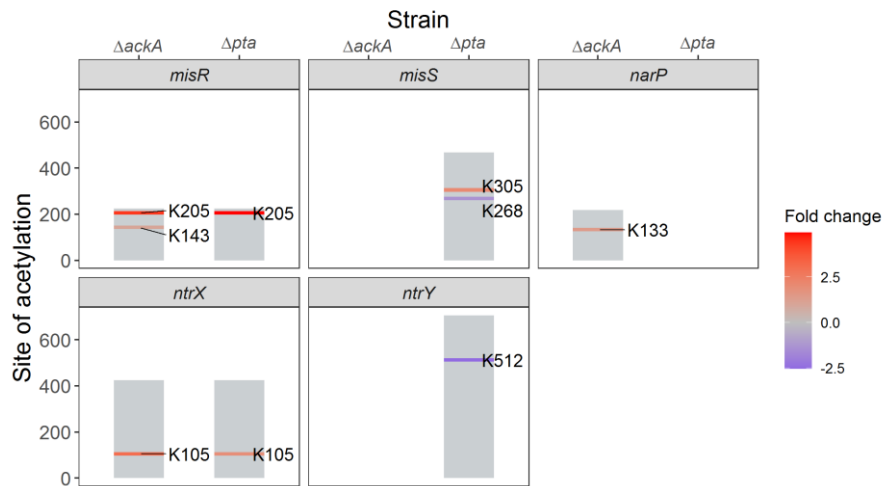 Strain
ΔackA Δpta ΔackA Δpta ΔackA Δpta
misR misS narP
Site of acetylation
600
400
200
0
K205
K143
K205
K305
K268
K133
ntrX ntrY
600
400
200
0
K105
K105
K512
Fold change
2.5
0.0
-2.5